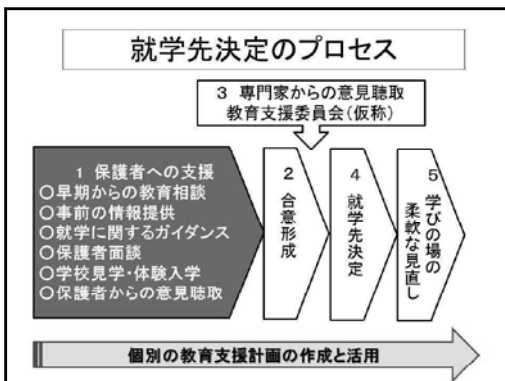 就学先決定のプロセス
3 専門家からの意見聴取
教育支援委員会(仮称)
1 保護者への支援
○早期からの教育相談
○事前の情報提供
○就学に関するガイダンス
○保護者面談
○学校見学・体験入学
○保護者からの意見聴取
2 合意形成
4 就学先決定
5 学びの場の
柔軟な見直し
個別の教育支援計画の作成と活用